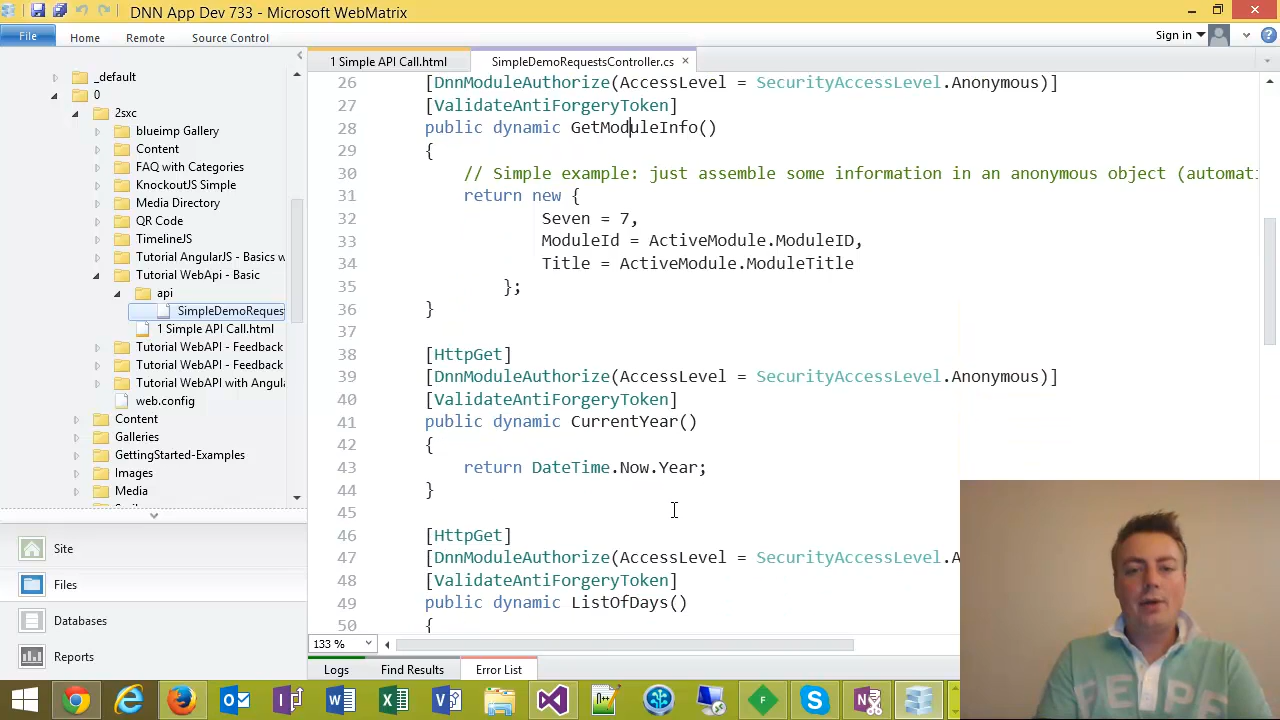 DNN App Dev 733 - Microsoft WebMatrix
File
Home
Remote
Source Control
Sign in
_default
0
2sxc
blueimp Gallery
Content
FAQ with Categories
KnockoutJS Simple
Media Directory
QR Code
TimelineJS
Tutorial AngularJS - Basics w
Tutorial WebApi - Basic
api
SimpleDemoReques
1 Simple API Call.html
Tutorial WebAPI - Feedback
Tutorial WebAPI - Feedback
Tutorial WebAPI with Angula
web.config
Content
Galleries
GettingStarted-Examples
Images
Media
Site
Files
Databases
Reports
1 Simple API Call.html
SimpleDemoRequestsController.cs
26 [DnnModuleAuthorize(AccessLevel = SecurityAccessLevel.Anonymous)]
27 [ValidateAntiForgeryToken]
28 public dynamic GetModuleInfo()
29 {
30 // Simple example: just assemble some information in an anonymous object (automati
31 return new {
32 Seven = 7,
33 ModuleId = ActiveModule.ModuleID,
34 Title = ActiveModule.ModuleTitle
35 };
36 }
37
38 [HttpGet]
39 [DnnModuleAuthorize(AccessLevel = SecurityAccessLevel.Anonymous)]
40 [ValidateAntiForgeryToken]
41 public dynamic CurrentYear()
42 {
43 return DateTime.Now.Year;
44 }
45
46 [HttpGet]
47 [DnnModuleAuthorize(AccessLevel = SecurityAccessLevel.A
48 [ValidateAntiForgeryToken]
49 public dynamic ListOfDays()
50 {
133 %
Logs
Find Results
Error List